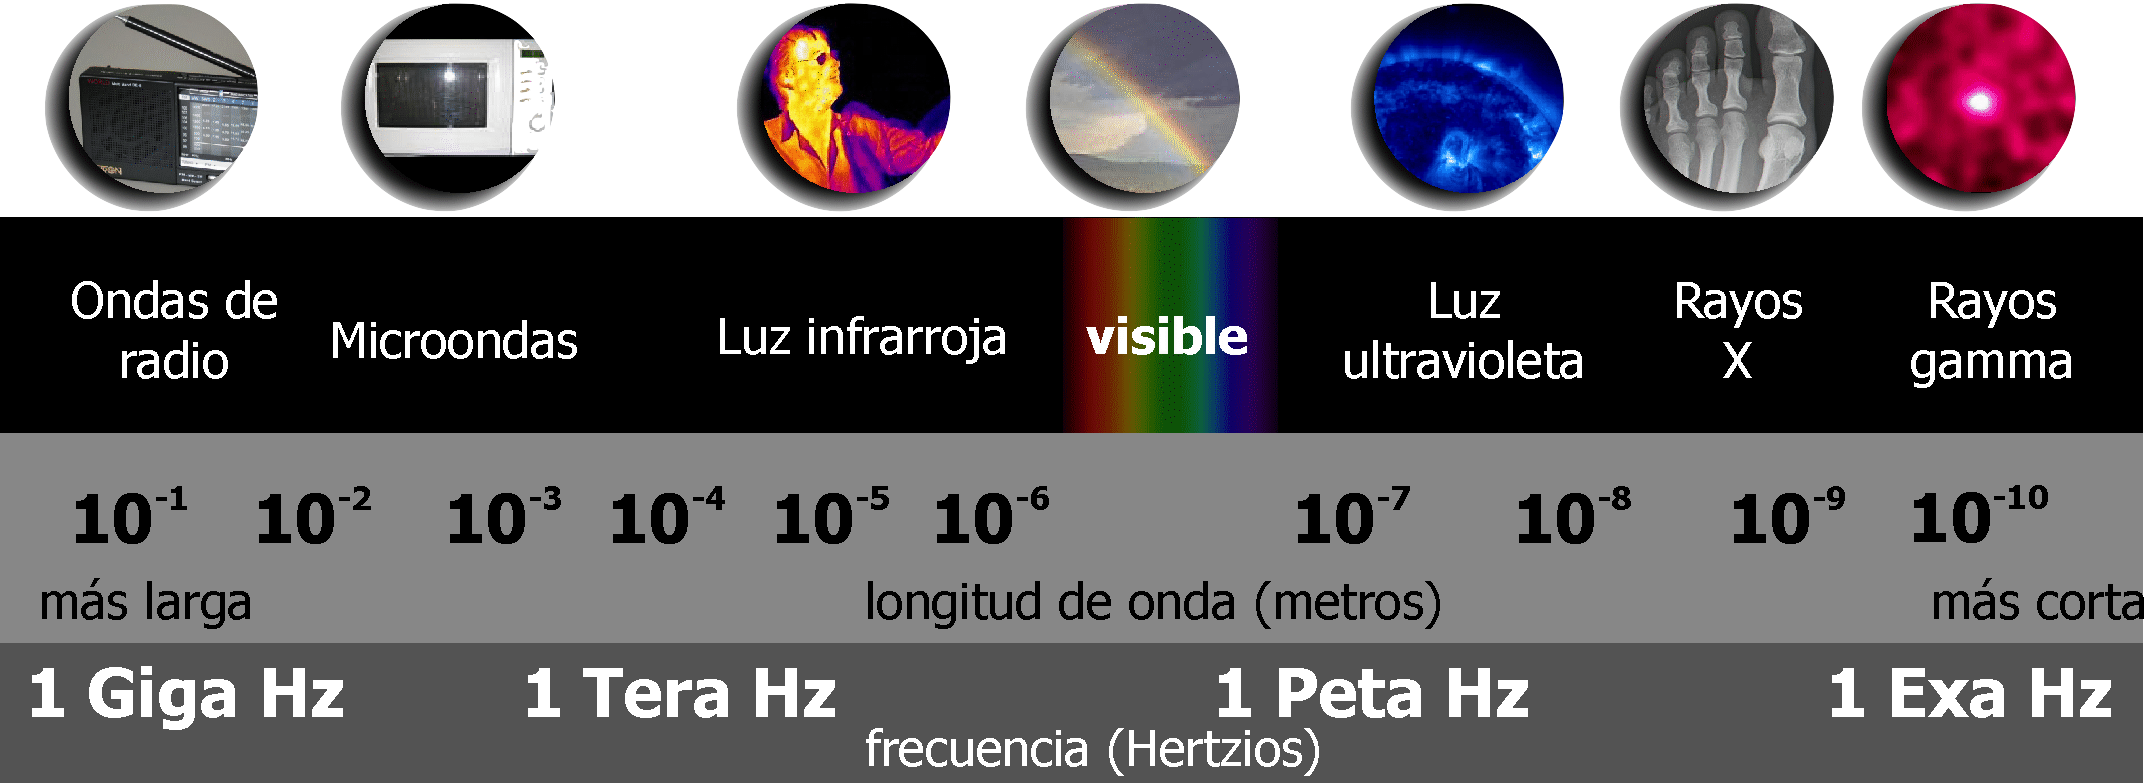 Ondas de
radio
Microondas
Luz infrarroja
visible
Luz
ultravioleta
Rayos
X
Rayos
gamma
10-1 10-2 10-3 10-4 10-5 10-6 10-7 10-8 10-9 10-10
más larga longitud de onda (metros) más corta
1 Giga Hz 1 Tera Hz 1 Peta Hz 1 Exa Hz
frecuencia (Hertzios)